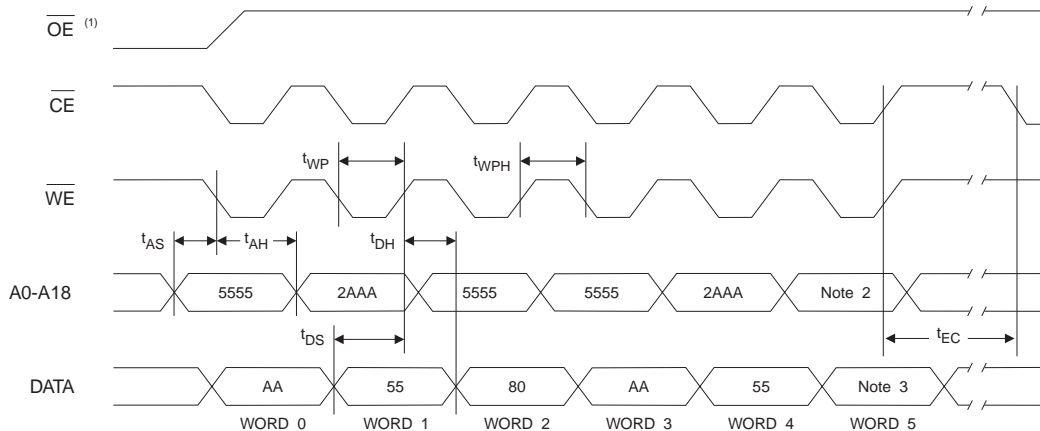 OE (1)
CE
tWP
tWPH
WE
tAS
tAH
tDH
A0-A18
5555
2AAA
5555
5555
2AAA
Note 2
tDS
tEC
DATA
AA
55
80
AA
55
Note 3
WORD 0
WORD 1
WORD 2
WORD 3
WORD 4
WORD 5